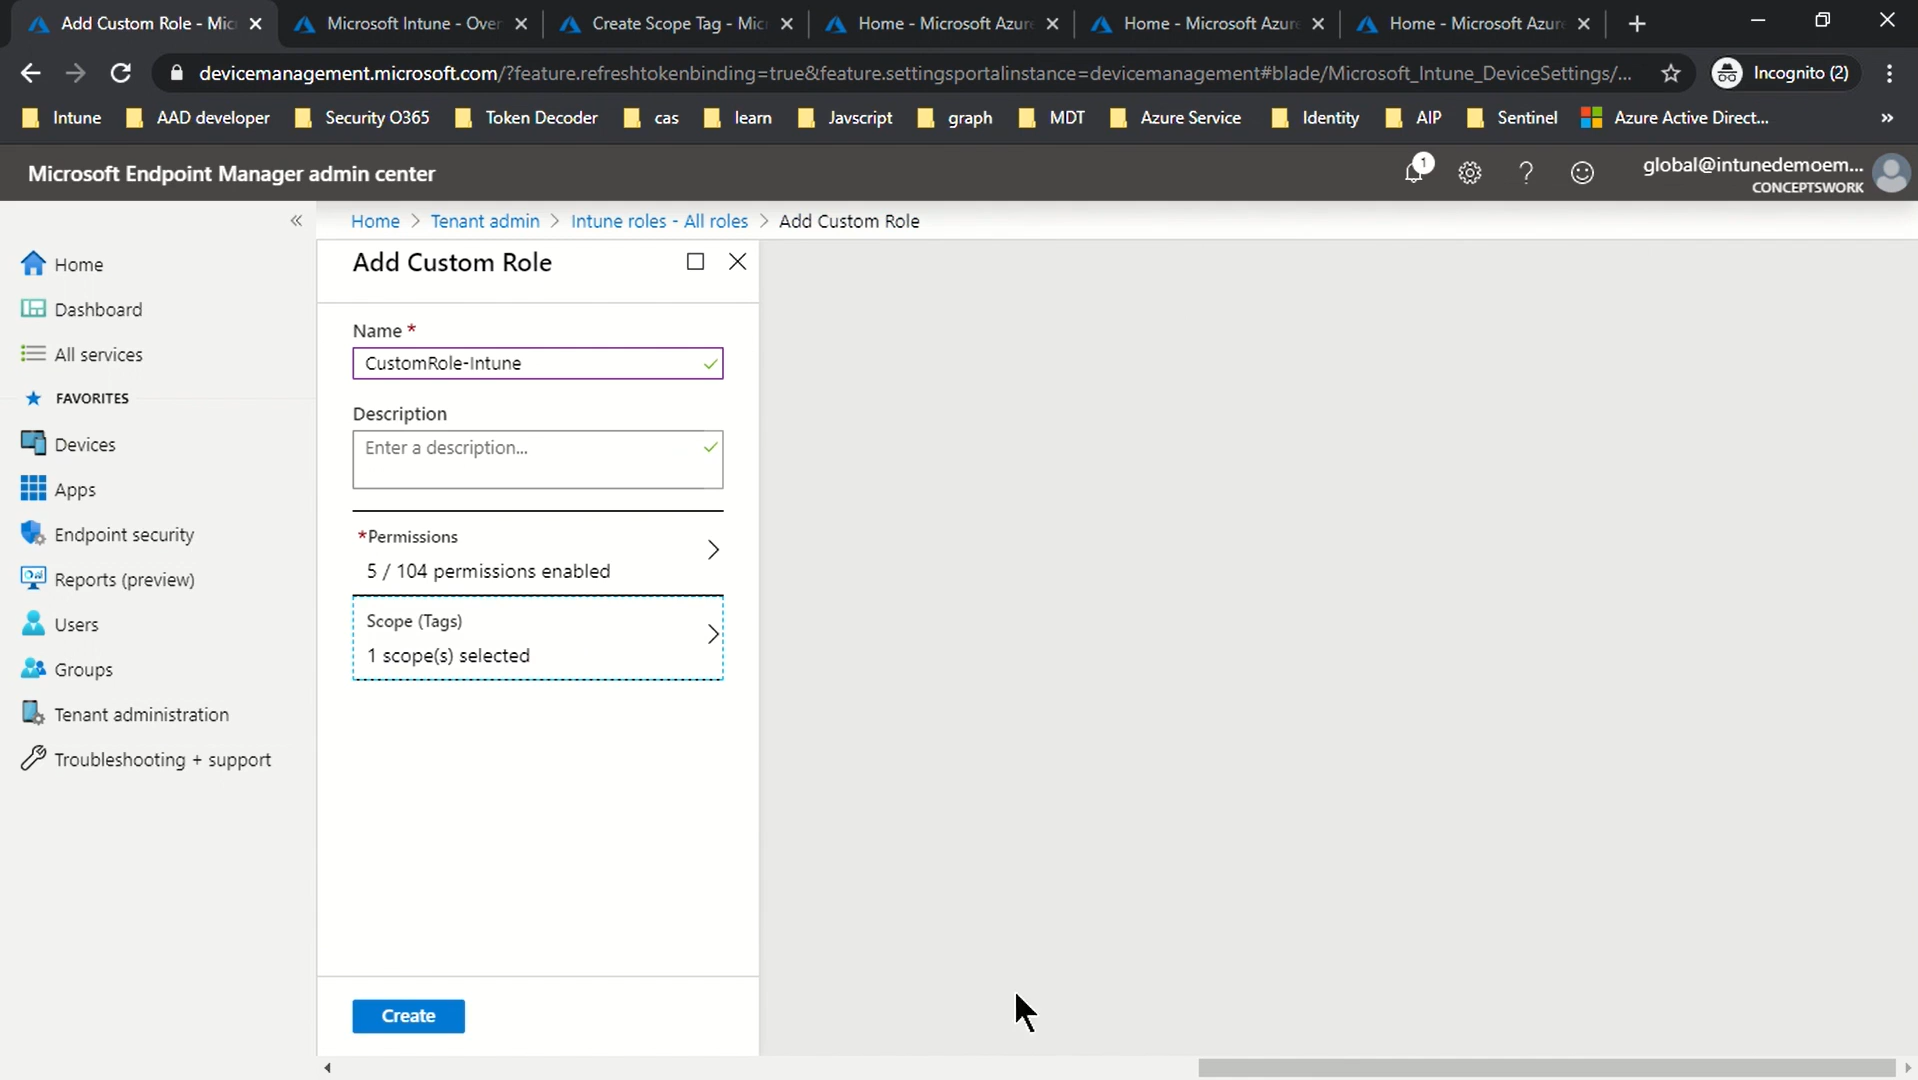 Add Custom Role - Mic
Microsoft Intune - Over
Create Scope Tag - Mic
Home - Microsoft Azure
Home - Microsoft Azure
Home - Microsoft Azure
devicemanagement.microsoft.com/?feature.refreshtokenbinding=true&feature.settingsportalinstance=devicemanagement#blade/Microsoft_Intune_DeviceSettings/...
Incognito (2)
Intune
AAD developer
Security O365
Token Decoder
cas
learn
Javscript
graph
MDT
Azure Service
Identity
AIP
Sentinel
Azure Active Direct...
»
Microsoft Endpoint Manager admin center
1
global@intunedemoem...
CONCEPTSWORK
«
Home > Tenant admin > Intune roles - All roles > Add Custom Role
Home
Dashboard
All services
FAVORITES
Devices
Apps
Endpoint security
Reports (preview)
Users
Groups
Tenant administration
Troubleshooting + support
Add Custom Role
Name *
CustomRole-Intune
Description
Enter a description...
*Permissions
5 / 104 permissions enabled
Scope (Tags)
1 scope(s) selected
Create